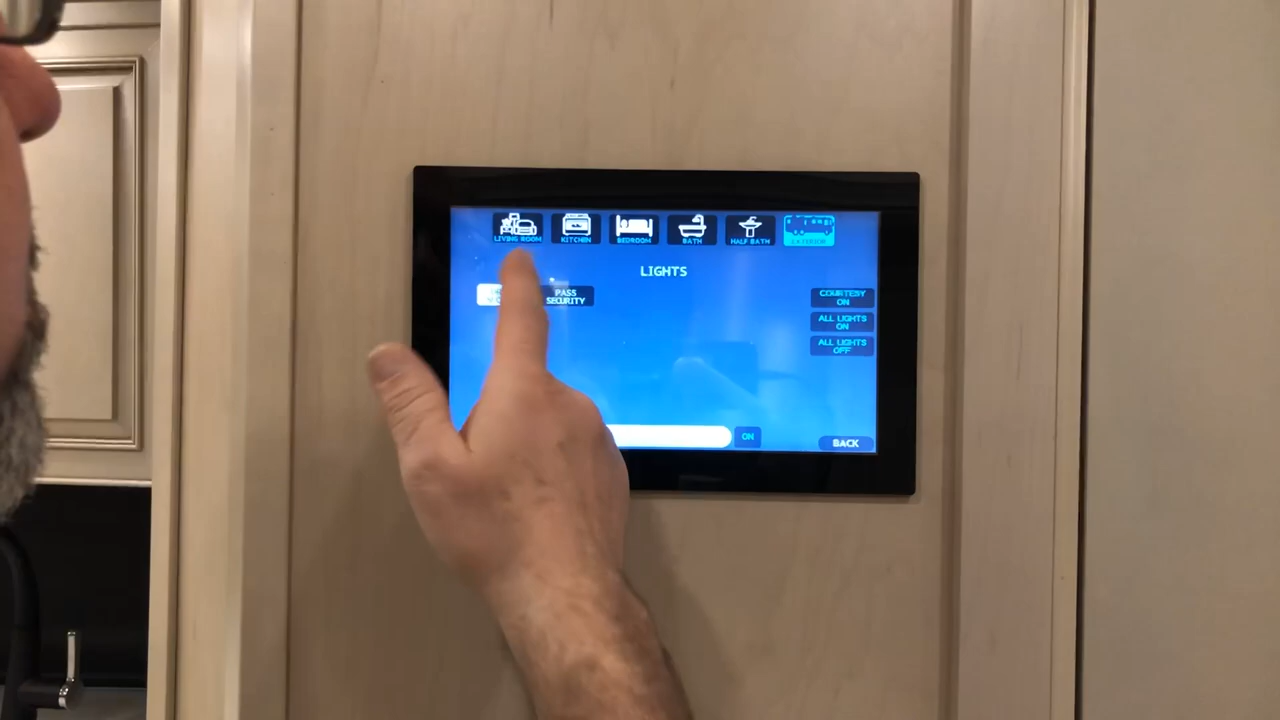 LIVING ROOM
KITCHEN
BEDROOM
BATH
HALF BATH
EXTERIOR
LIGHTS
PASS
SECURITY
COURTESY
ON
ALL LIGHTS
ON
ALL LIGHTS
OFF
ON
BACK